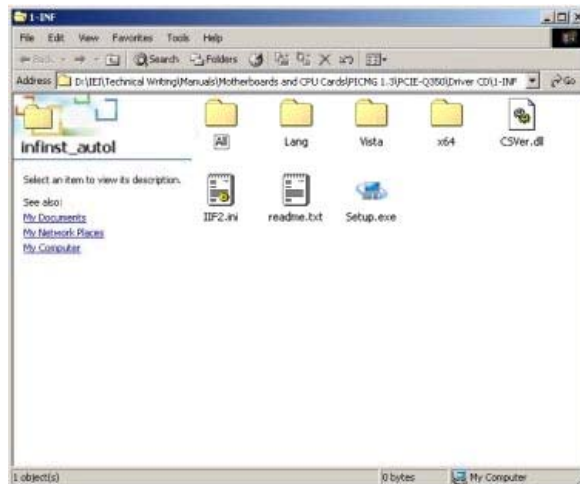 1-INF
File Edit View Favorites Tools Help
Back Search Folders
Address D:\IEI\Technical Writing\Manuals\Motherboards and CPU Cards\PICMG 1.3\PCIE-Q350\Driver CD\1-INF Go
infinst_autol
Select an item to view its description.
See also:
My Documents
My Network Places
My Computer
All Lang Vista x64 CSVer.dll
IIF2.ini readme.txt Setup.exe
1 object(s) 0 bytes My Computer